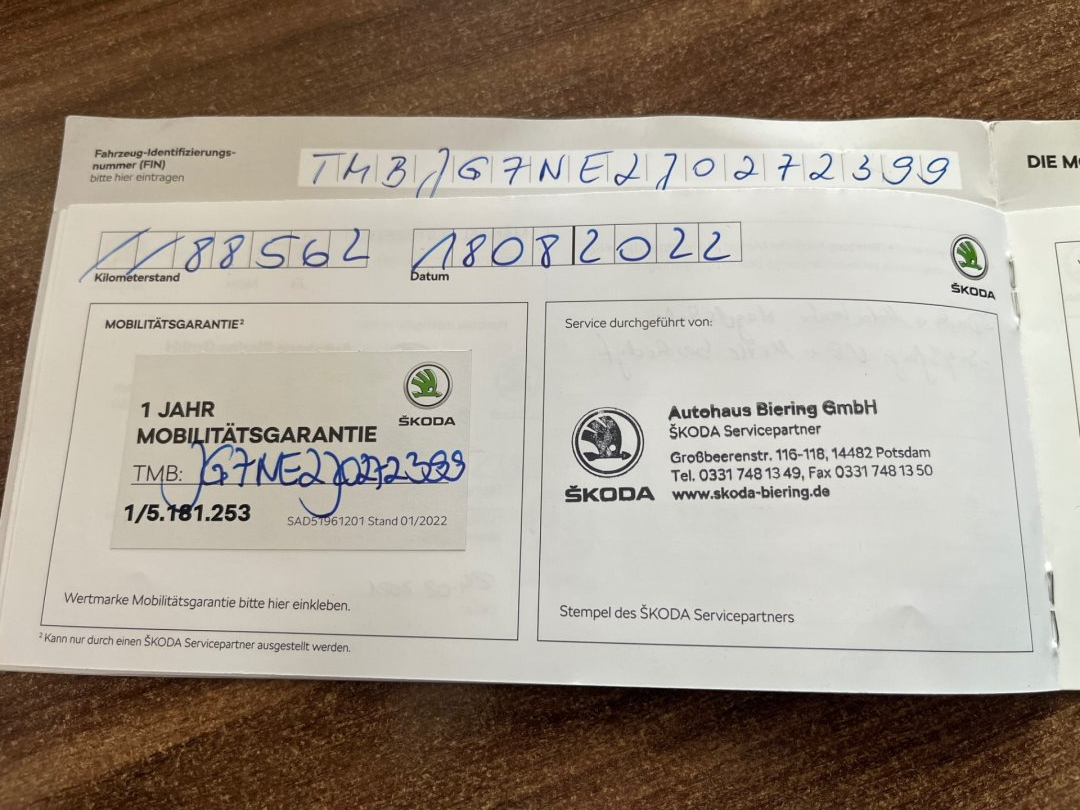 Fahrzeug-Identifizierungs-
nummer (FIN)
bitte hier eintragen
TMBJG7NE2J0272399
DIE M
//88562
Kilometerstand
/18082022
Datum
ŠKODA
MOBILITÄTSGARANTIE²
1 JAHR
MOBILITÄTSGARANTIE
ŠKODA
TMB: JG7NE2J0272399
1/5.181.253
SAD51961201 Stand 01/2022
Wertmarke Mobilitätsgarantie bitte hier einkleben.
² Kann nur durch einen ŠKODA Servicepartner ausgestellt werden.
Service durchgeführt von:
ŠKODA
Autohaus Biering GmbH
ŠKODA Servicepartner
Großbeerenstr. 116-118, 14482 Potsdam
Tel. 0331 748 13 49, Fax 0331 748 13 50
www.skoda-biering.de
Stempel des ŠKODA Servicepartners